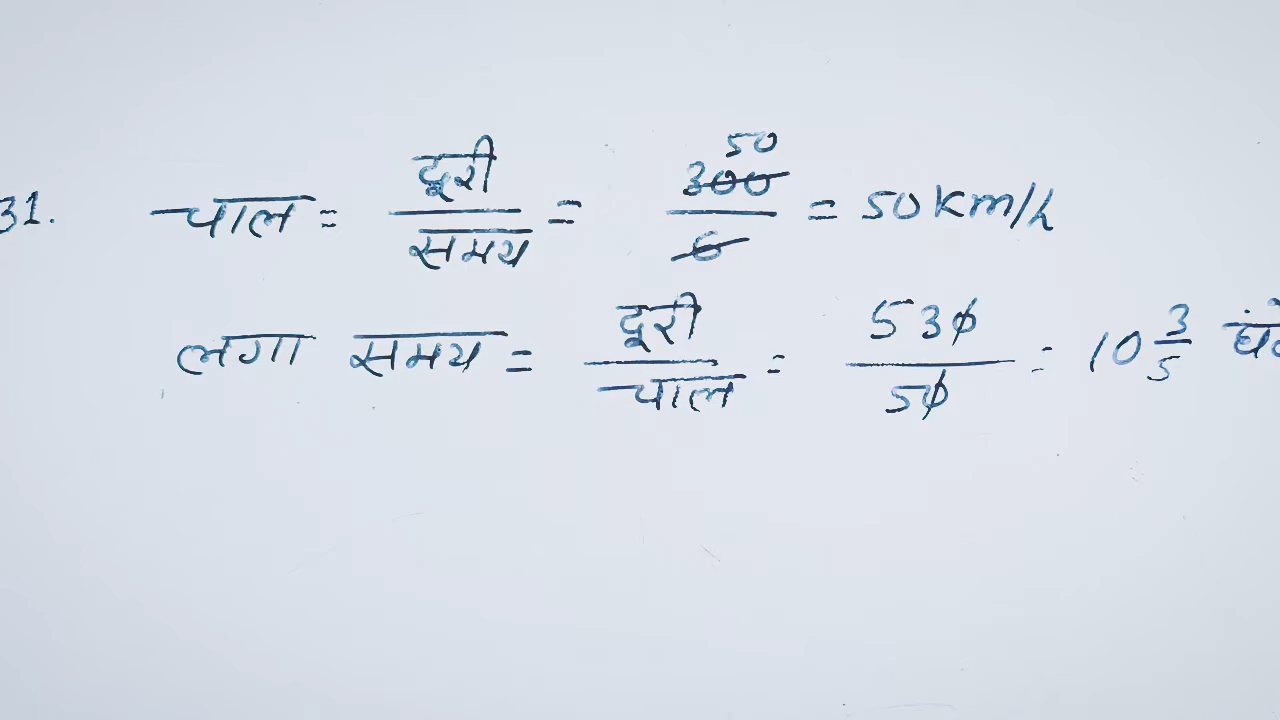 31. चाल = दूरी/समय = 300/6 50 = 50 km/h
लगा समय = दूरी/चाल = 530/50 = 10 3/5 घंटे